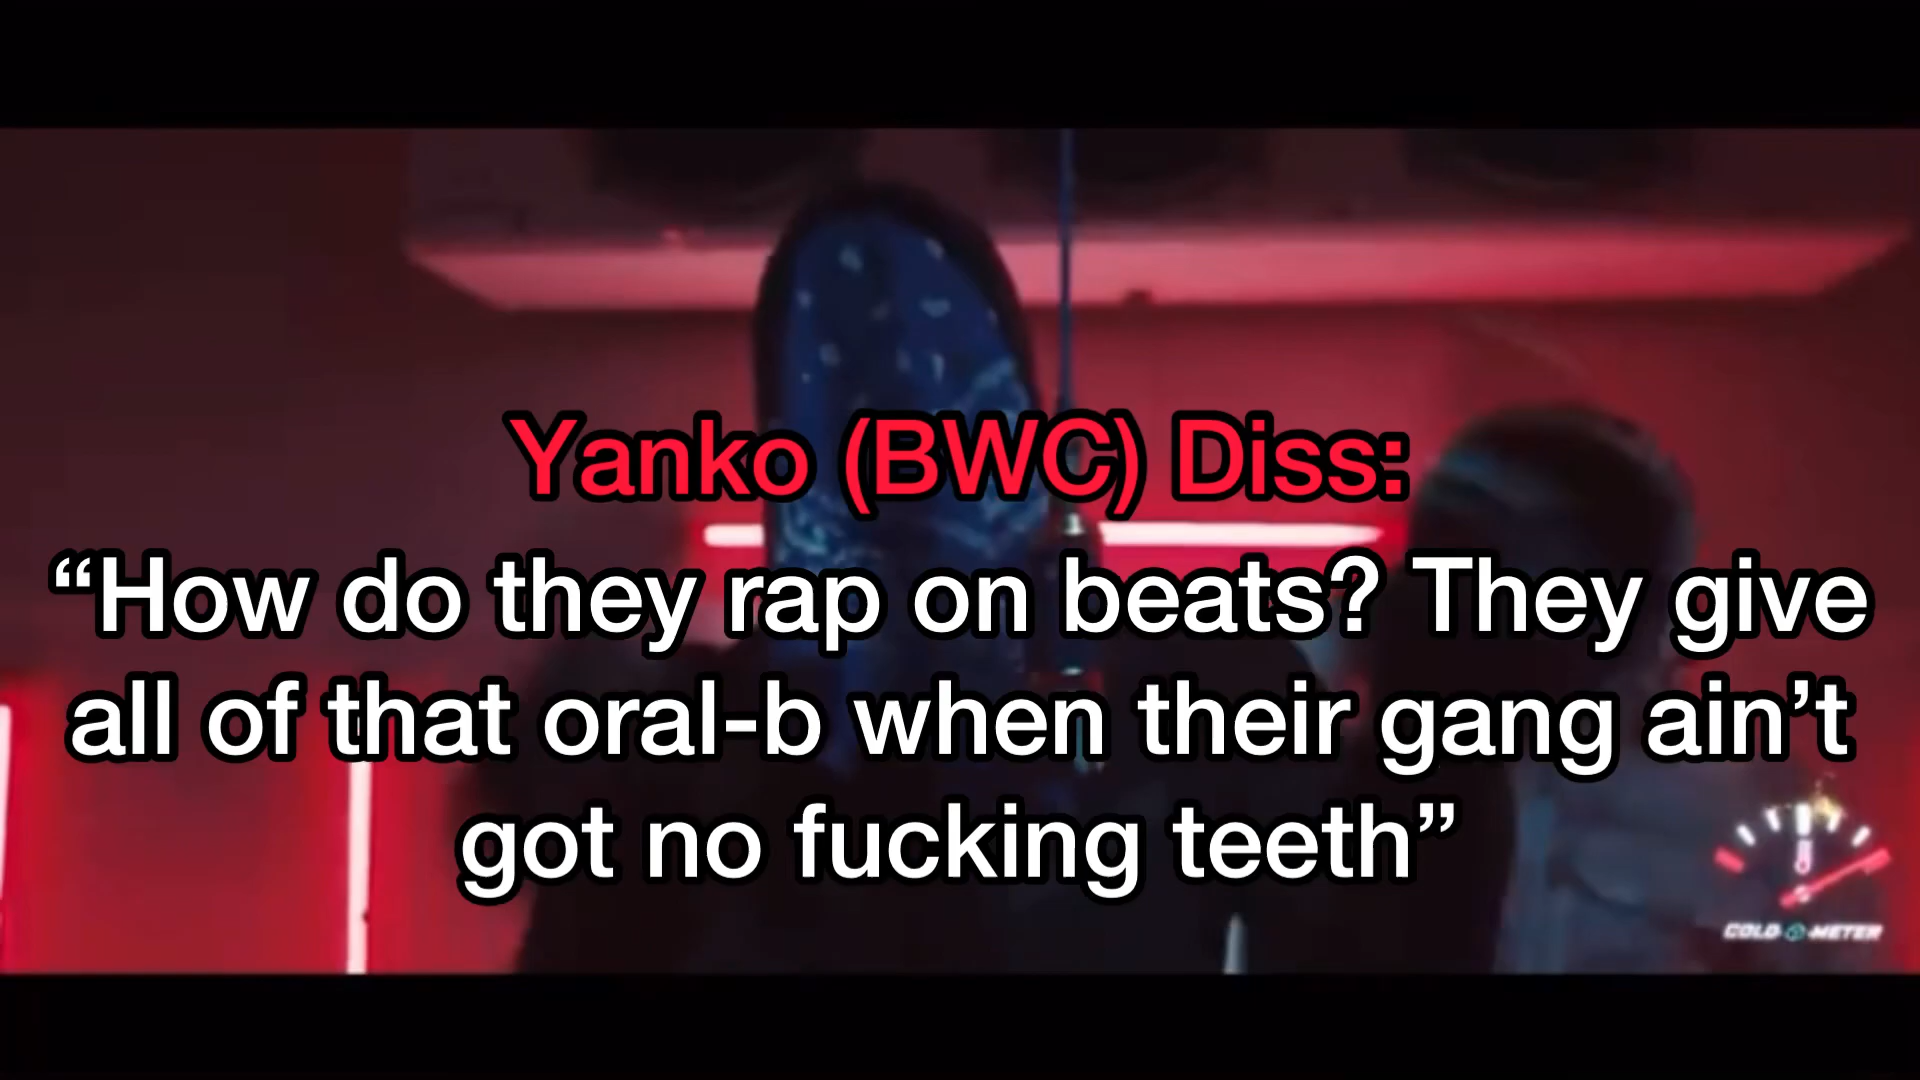 Yanko (BWC) Diss:
“How do they rap on beats? They give
all of that oral-b when their gang ain’t
got no fucking teeth”
COLD-O-METER